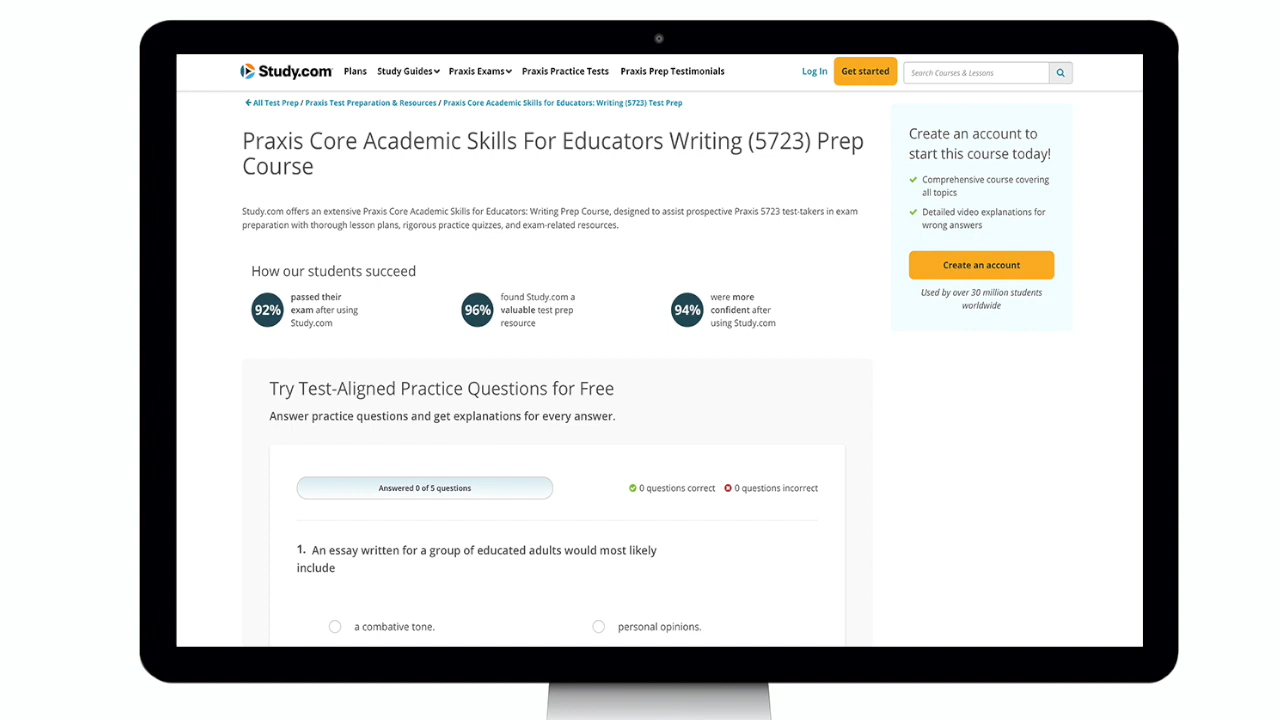 Study.com Plans Study Guides Praxis Exams Praxis Practice Tests Praxis Prep Testimonials Log In Get started Search Courses & Lessons
All Test Prep / Praxis Test Preparation & Resources / Praxis Core Academic Skills for Educators: Writing (5723) Test Prep
Praxis Core Academic Skills For Educators Writing (5723) Prep
Course
Study.com offers an extensive Praxis Core Academic Skills for Educators: Writing Prep Course, designed to assist prospective Praxis 5723 test-takers in exam
preparation with thorough lesson plans, rigorous practice quizzes, and exam-related resources.
How our students succeed
92%
passed their
exam after using
Study.com
96%
found Study.com a
valuable test prep
resource
94%
were more
confident after
using Study.com
Create an account to
start this course today!
Comprehensive course covering
all topics
Detailed video explanations for
wrong answers
Create an account
Used by over 30 million students
worldwide
Try Test-Aligned Practice Questions for Free
Answer practice questions and get explanations for every answer.
Answered 0 of 5 questions
0 questions correct 0 questions incorrect
1. An essay written for a group of educated adults would most likely
include
a combative tone. personal opinions.